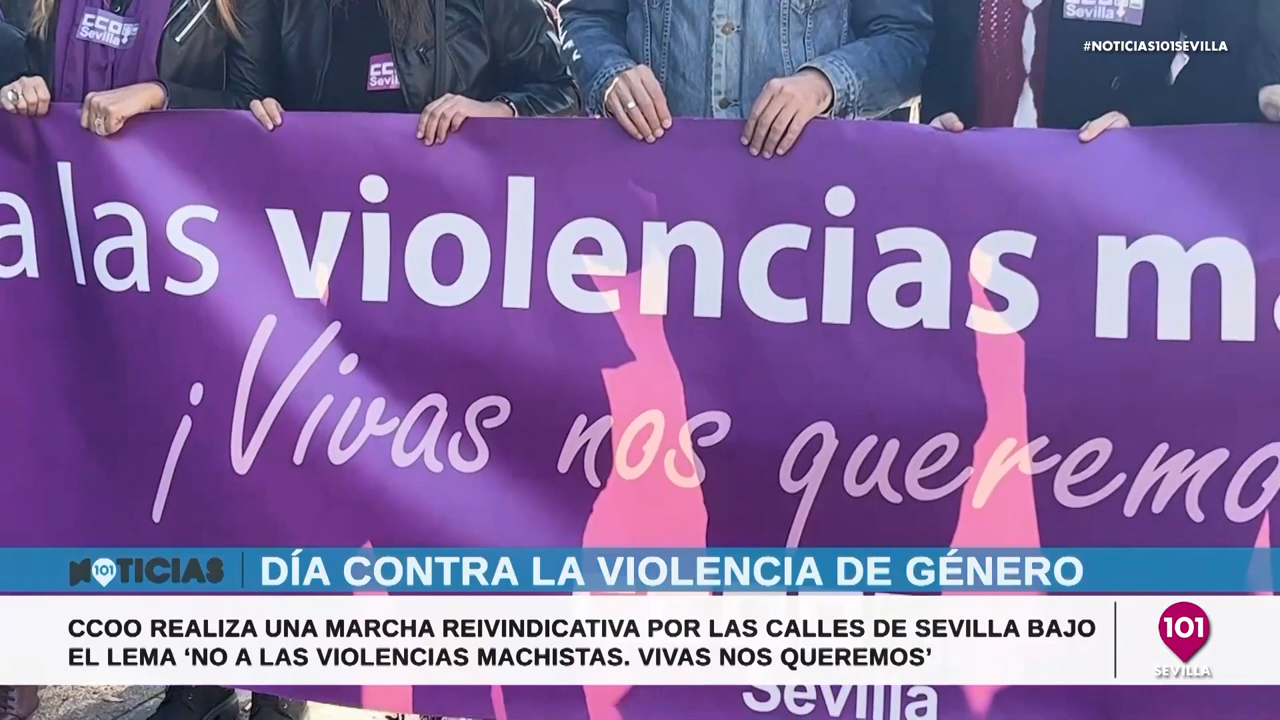 CCOO
Sevilla
Sevilla
#NOTICIAS101SEVILLA
a las violencias m
¡Vivas nos queremo
NOTICIAS
101
DÍA CONTRA LA VIOLENCIA DE GÉNERO
CCOO REALIZA UNA MARCHA REIVINDICATIVA POR LAS CALLES DE SEVILLA BAJO
EL LEMA ‘NO A LAS VIOLENCIAS MACHISTAS. VIVAS NOS QUEREMOS’
101
SEVILLA
Sevilla